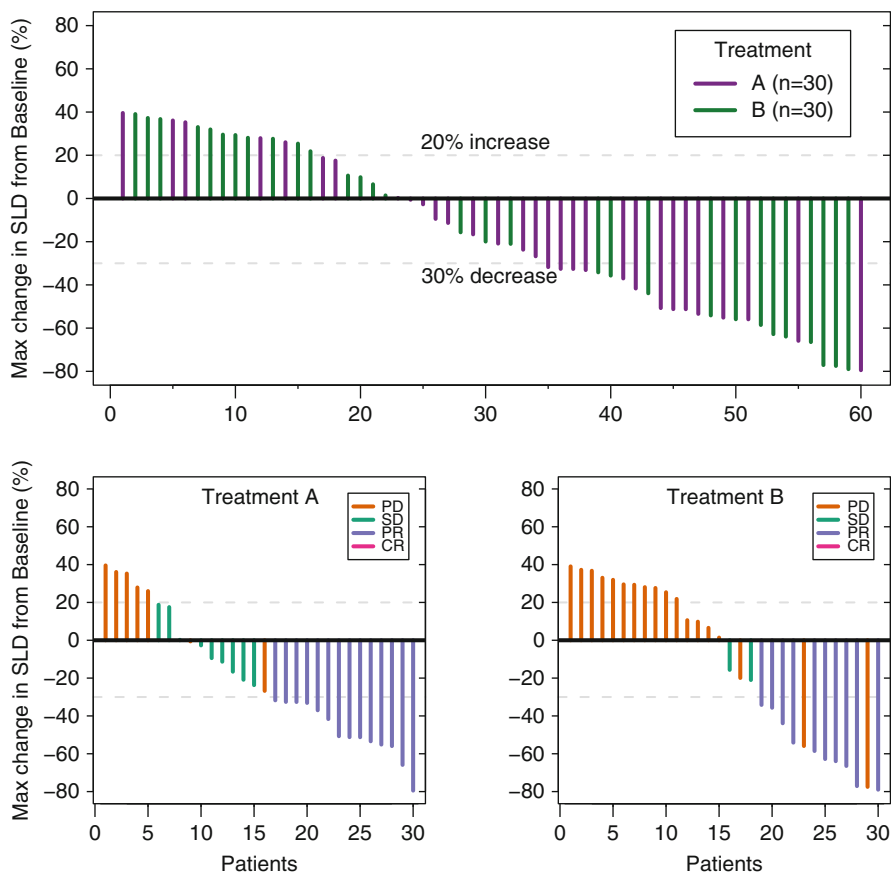 Max change in SLD from Baseline (%)
80
60
40
20
0
−20
−40
−60
−80
Treatment
A (n=30)
B (n=30)
20% increase
30% decrease
0 10 20 30 40 50 60
Max change in SLD from Baseline (%)
80
60
40
20
0
−20
−40
−60
−80
Treatment A
PD
SD
PR
CR
0 5 10 15 20 25 30
Patients
80
60
40
20
0
−20
−40
−60
−80
Treatment B
PD
SD
PR
CR
0 5 10 15 20 25 30
Patients